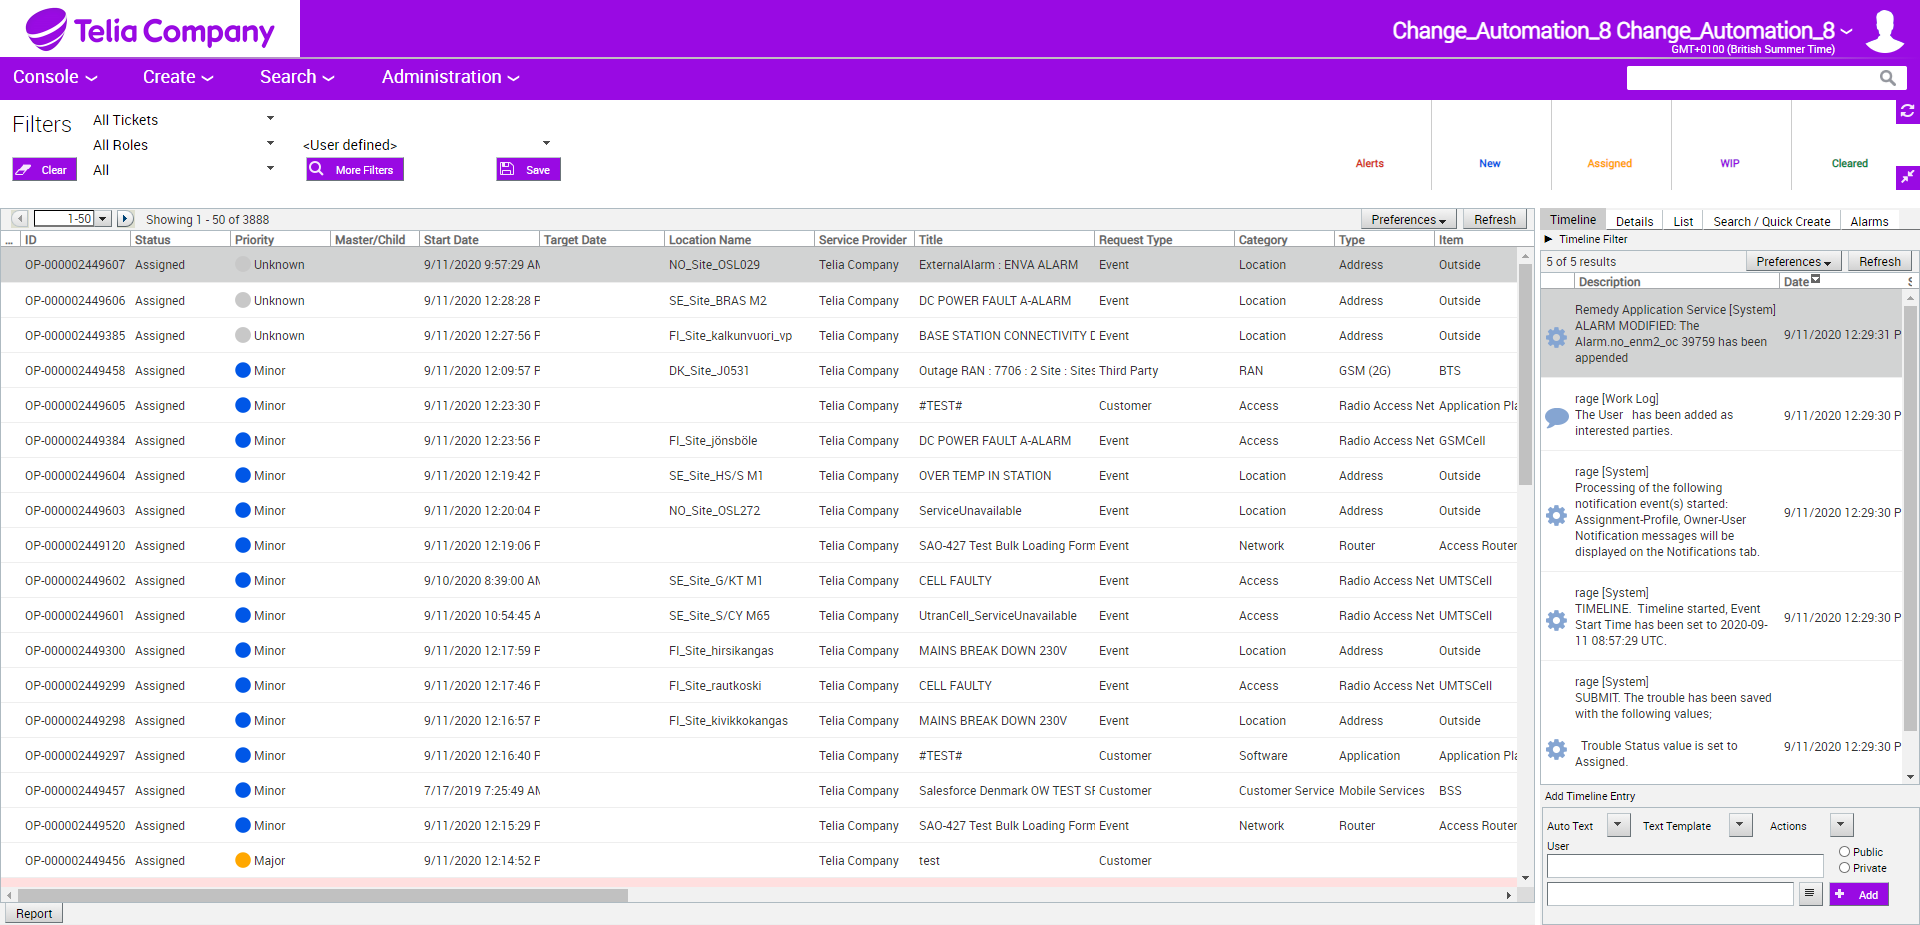 Telia Company
Change_Automation_8 Change_Automation_8
GMT+0100 (British Summer Time)
Console Create Search Administration
Filters All Tickets
All Roles <User defined>
Clear All More Filters Save
Alerts New Assigned WIP Cleared
1-50 Showing 1 - 50 of 3888 Preferences Refresh
... ID Status Priority Master/Child Start Date Target Date Location Name Service Provider Title Request Type Category Type Item
OP-000002449607 Assigned Unknown 9/11/2020 9:57:29 AM NO_Site_OSL029 Telia Company ExternalAlarm : ENVA ALARM Event Location Address Outside
OP-000002449606 Assigned Unknown 9/11/2020 12:28:28 P SE_Site_BRAS M2 Telia Company DC POWER FAULT A-ALARM Event Location Address Outside
OP-000002449385 Assigned Unknown 9/11/2020 12:27:56 P FI_Site_kalkunvuori_vp Telia Company BASE STATION CONNECTIVITY D Event Location Address Outside
OP-000002449458 Assigned Minor 9/11/2020 12:09:57 P DK_Site_J0531 Telia Company Outage RAN : 7706 : 2 Site : Sites Third Party RAN GSM (2G) BTS
OP-000002449605 Assigned Minor 9/11/2020 12:23:30 P Telia Company #TEST# Customer Access Radio Access Net Application Pla
OP-000002449384 Assigned Minor 9/11/2020 12:23:56 P FI_Site_jönsböle Telia Company DC POWER FAULT A-ALARM Event Access Radio Access Net GSMCell
OP-000002449604 Assigned Minor 9/11/2020 12:19:42 P SE_Site_HS/S M1 Telia Company OVER TEMP IN STATION Event Location Address Outside
OP-000002449603 Assigned Minor 9/11/2020 12:20:04 P NO_Site_OSL272 Telia Company ServiceUnavailable Event Location Address Outside
OP-000002449120 Assigned Minor 9/11/2020 12:19:06 P Telia Company SAO-427 Test Bulk Loading Form Event Network Router Access Router
OP-000002449602 Assigned Minor 9/10/2020 8:39:00 AM SE_Site_G/KT M1 Telia Company CELL FAULTY Event Access Radio Access Net UMTSCell
OP-000002449601 Assigned Minor 9/11/2020 10:54:45 A SE_Site_S/CY M65 Telia Company UtranCell_ServiceUnavailable Event Access Radio Access Net UMTSCell
OP-000002449300 Assigned Minor 9/11/2020 12:17:59 P FI_Site_hirsikangas Telia Company MAINS BREAK DOWN 230V Event Location Address Outside
OP-000002449299 Assigned Minor 9/11/2020 12:17:46 P FI_Site_rautkoski Telia Company CELL FAULTY Event Access Radio Access Net UMTSCell
OP-000002449298 Assigned Minor 9/11/2020 12:16:57 P FI_Site_kivikkokangas Telia Company MAINS BREAK DOWN 230V Event Location Address Outside
OP-000002449297 Assigned Minor 9/11/2020 12:16:40 P Telia Company #TEST# Customer Software Application Application Pla
OP-000002449457 Assigned Minor 7/17/2019 7:25:49 AM Telia Company Salesforce Denmark OW TEST SF Customer Customer Service Mobile Services BSS
OP-000002449520 Assigned Minor 9/11/2020 12:15:29 P Telia Company SAO-427 Test Bulk Loading Form Event Network Router Access Router
OP-000002449456 Assigned Major 9/11/2020 12:14:52 P Telia Company test Customer
Report
Timeline Details List Search / Quick Create Alarms
Timeline Filter
5 of 5 results Preferences Refresh
Description Date S
Remedy Application Service [System]
ALARM MODIFIED: The
Alarm.no_enm2_oc 39759 has been
appended
9/11/2020 12:29:31 P
rage [Work Log]
The User has been added as
interested parties.
9/11/2020 12:29:30 P
rage [System]
Processing of the following
notification event(s) started:
Assignment-Profile, Owner-User
Notification messages will be
displayed on the Notifications tab.
9/11/2020 12:29:30 P
rage [System]
TIMELINE. Timeline started, Event
Start Time has been set to 2020-09-
11 08:57:29 UTC.
9/11/2020 12:29:30 P
rage [System]
SUBMIT. The trouble has been saved
with the following values;
Trouble Status value is set to
Assigned.
9/11/2020 12:29:30 P
Add Timeline Entry
Auto Text Text Template Actions
User
Public
Private
Add